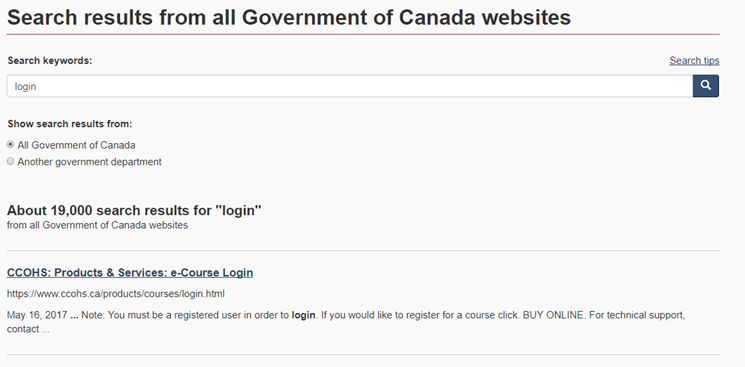 Search results from all Government of Canada websites
Search keywords:
Search tips
login
Show search results from:
All Government of Canada
Another government department
About 19,000 search results for "login"
from all Government of Canada websites
CCOHS: Products & Services: e-Course Login
https://www.ccohs.ca/products/courses/login.html
May 16, 2017 ... Note: You must be a registered user in order to login. If you would like to register for a course click. BUY ONLINE. For technical support,
contact ...